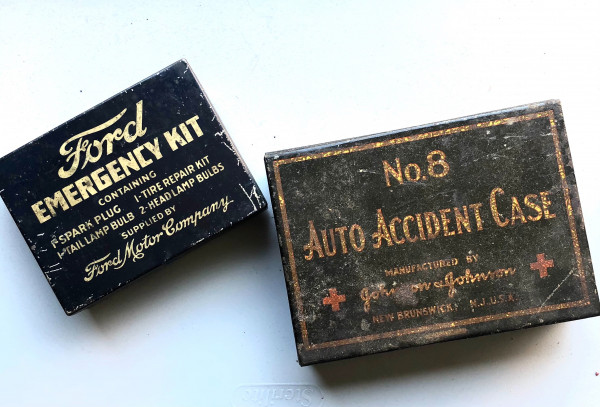 Ford
EMERGENCY KIT
CONTAINING
1-SPARK PLUG 1-TIRE REPAIR KIT
1-TAIL LAMP BULB 2-HEAD LAMP BULBS
SUPPLIED BY
Ford Motor Company
No. 8
AUTO ACCIDENT CASE
MANUFACTURED BY
Johnson & Johnson
NEW BRUNSWICK, N.J. U.S.A.